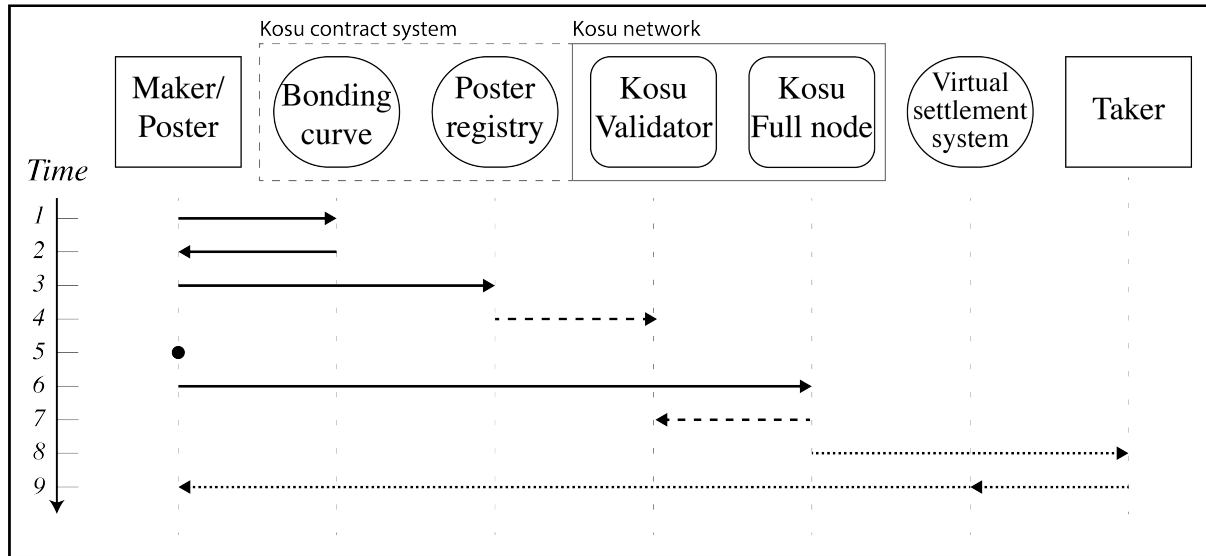 Kosu contract system
Kosu network
Maker/
Poster
Bonding
curve
Poster
registry
Kosu
Validator
Kosu
Full node
Virtual
settlement
system
Taker
Time
1
2
3
4
5
6
7
8
9